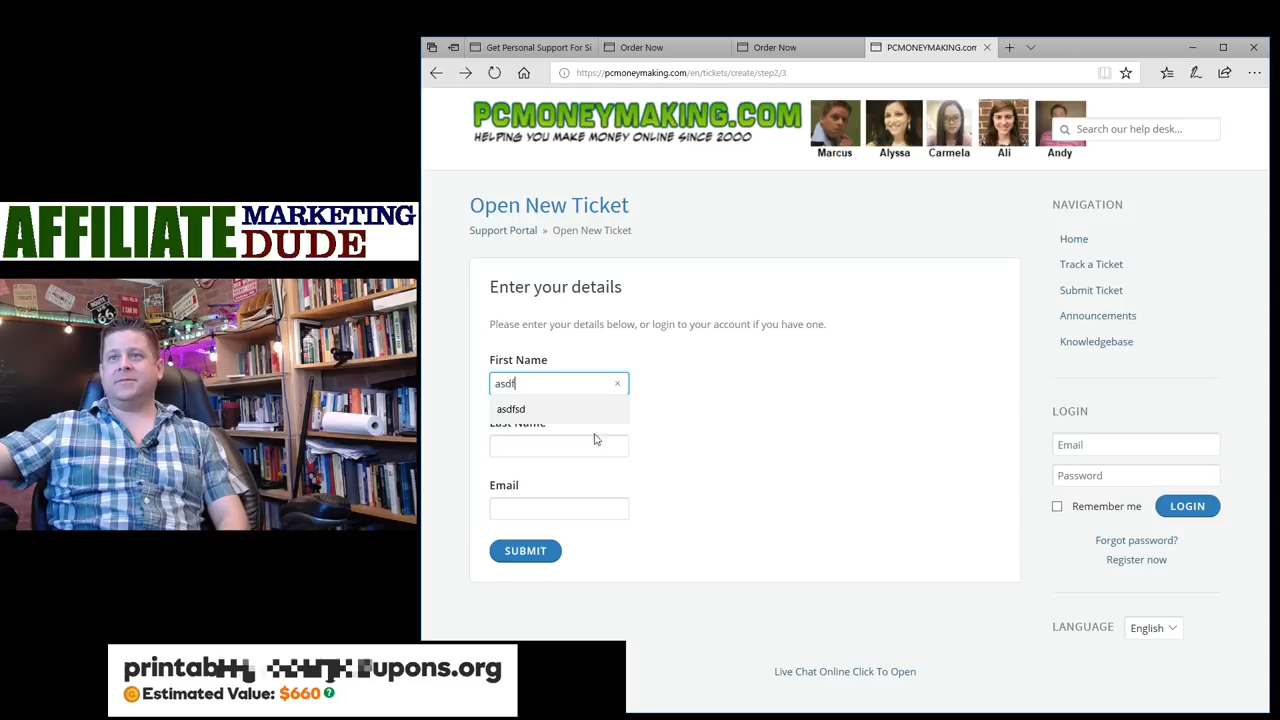 Get Personal Support For Si
Order Now
Order Now
PCMONEYMAKING.com
https://pcmoneymaking.com/en/tickets/create/step2/3
PCMONEYMAKING.COM
HELPING YOU MAKE MONEY ONLINE SINCE 2000
Marcus
Alyssa
Carmela
Ali
Andy
Search our help desk...
AFFILIATE MARKETING DUDE
Open New Ticket
Support Portal » Open New Ticket
Enter your details
Please enter your details below, or login to your account if you have one.
First Name
asdf
asdfsd
Last Name
Email
SUBMIT
NAVIGATION
Home
Track a Ticket
Submit Ticket
Announcements
Knowledgebase
LOGIN
Email
Password
Remember me
LOGIN
Forgot password?
Register now
LANGUAGE
English
Live Chat Online Click To Open
66
upons.org
Estimated Value: $660 ?